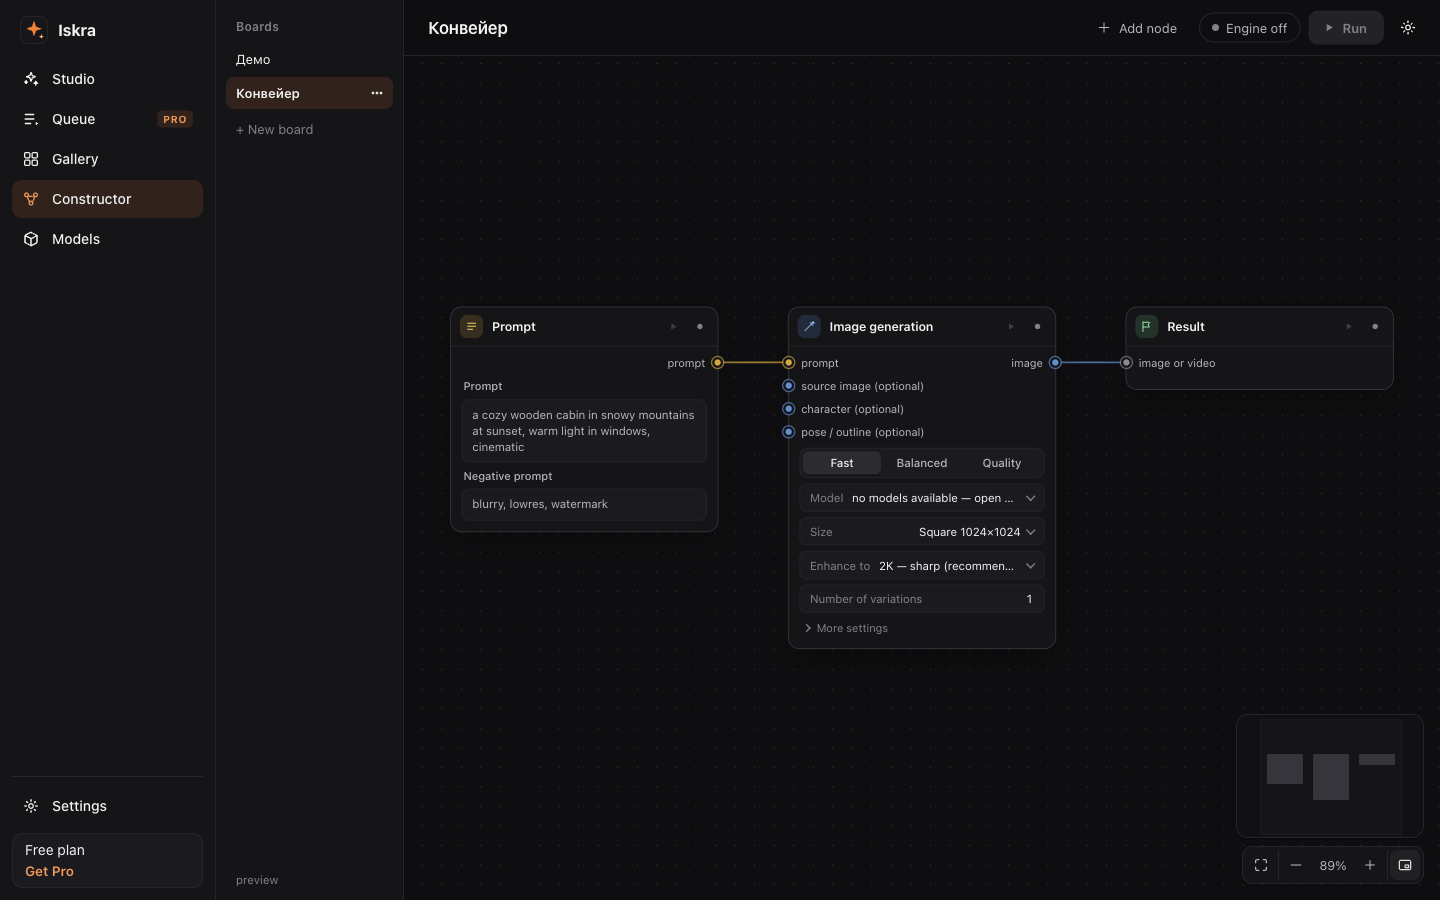 Iskra
Studio
Queue
PRO
Gallery
Constructor
Models
Settings
Free plan
Get Pro
Boards
Демо
Конвейер
+ New board
preview
Конвейер
Add node
Engine off
Run
Prompt
prompt
Prompt
a cozy wooden cabin in snowy mountains
at sunset, warm light in windows,
cinematic
Negative prompt
blurry, lowres, watermark
Image generation
prompt
image
source image (optional)
character (optional)
pose / outline (optional)
Fast
Balanced
Quality
Model no models available — open ...
Size Square 1024×1024
Enhance to 2K — sharp (recommen...
Number of variations 1
More settings
Result
image or video
89%